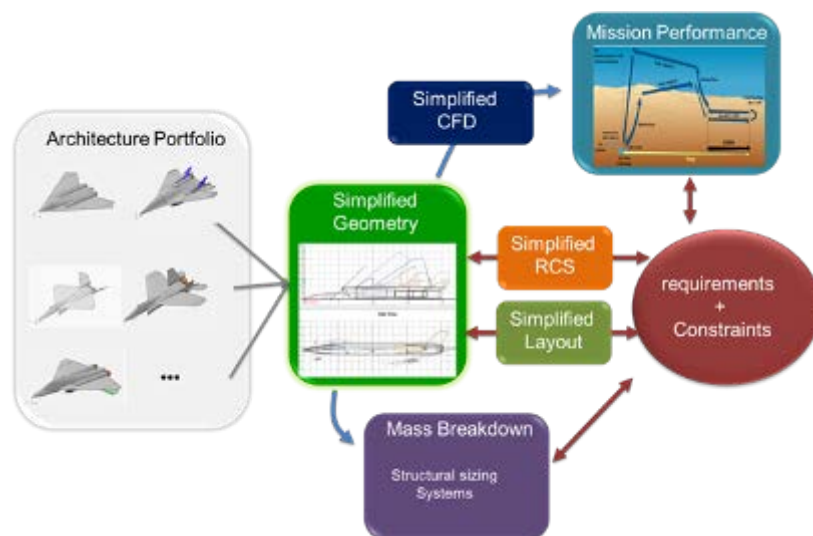 Mission Performance
Simplified
CFD
Architecture Portfolio
Simplified
Geometry
Simplified
RCS
requirements
+
Constraints
Simplified
Layout
...
Mass Breakdown
Structural sizing
Systems